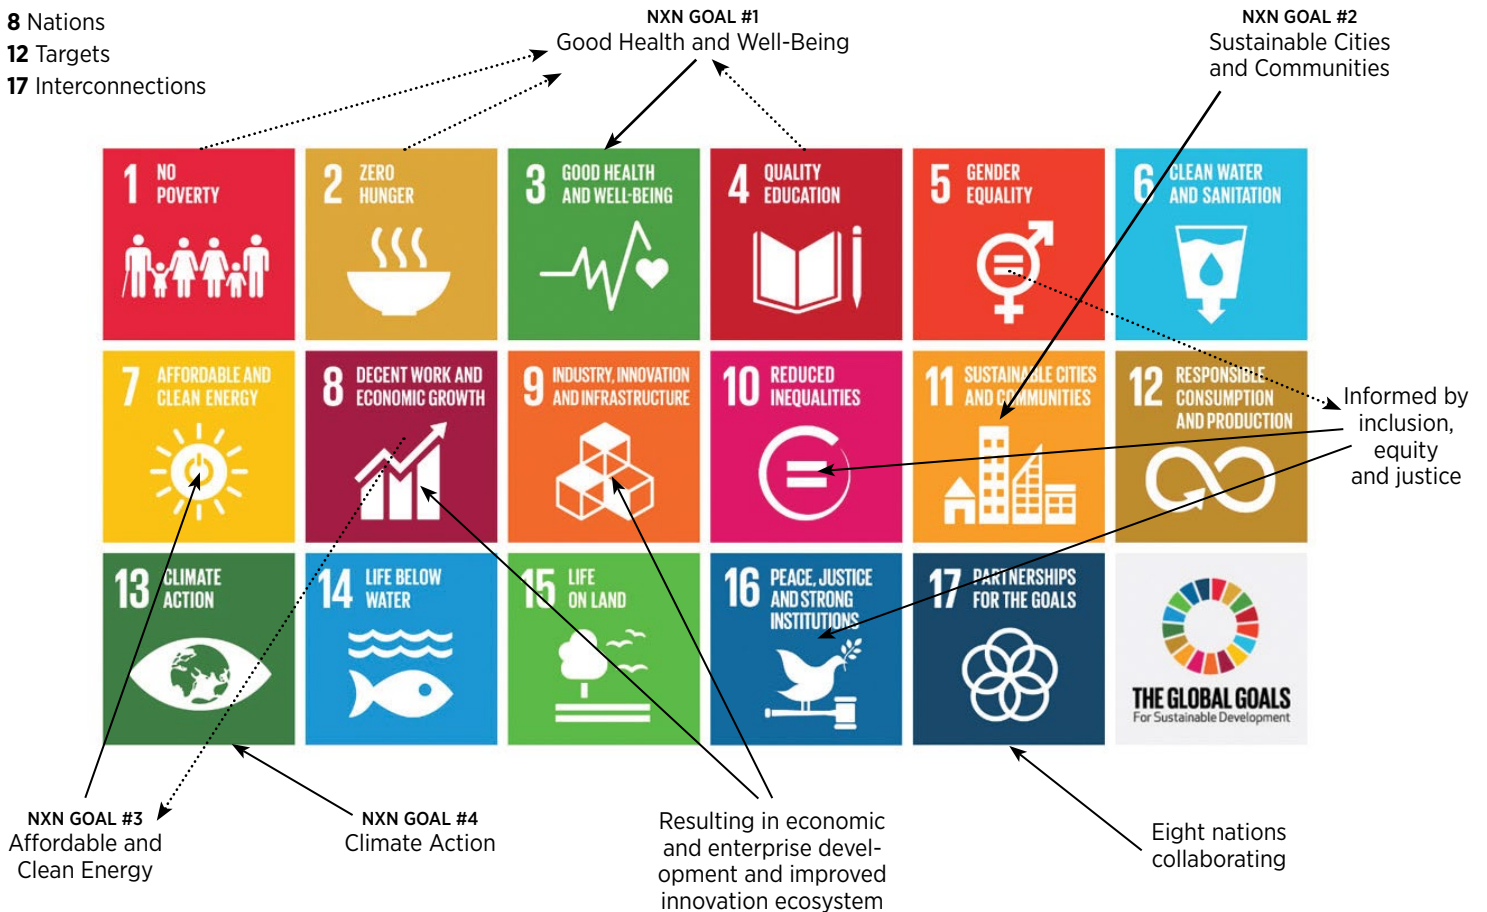 8 Nations
12 Targets
17 Interconnections
NXN GOAL #1
Good Health and Well-Being
NXN GOAL #2
Sustainable Cities
and Communities
1 NO
POVERTY
2 ZERO
HUNGER
3 GOOD HEALTH
AND WELL-BEING
4 QUALITY
EDUCATION
5 GENDER
EQUALITY
6 CLEAN WATER
AND SANITATION
7 AFFORDABLE AND
CLEAN ENERGY
8 DECENT WORK AND
ECONOMIC GROWTH
9 INDUSTRY, INNOVATION
AND INFRASTRUCTURE
10 REDUCED
INEQUALITIES
11 SUSTAINABLE CITIES
AND COMMUNITIES
12 RESPONSIBLE
CONSUMPTION
AND PRODUCTION
Informed by
inclusion,
equity
and justice
13 CLIMATE
ACTION
14 LIFE BELOW
WATER
15 LIFE
ON LAND
16 PEACE, JUSTICE
AND STRONG
INSTITUTIONS
17 PARTNERSHIPS
FOR THE GOALS
THE GLOBAL GOALS
For Sustainable Development
NXN GOAL #3
Affordable and
Clean Energy
NXN GOAL #4
Climate Action
Resulting in economic
and enterprise devel-
opment and improved
innovation ecosystem
Eight nations
collaborating